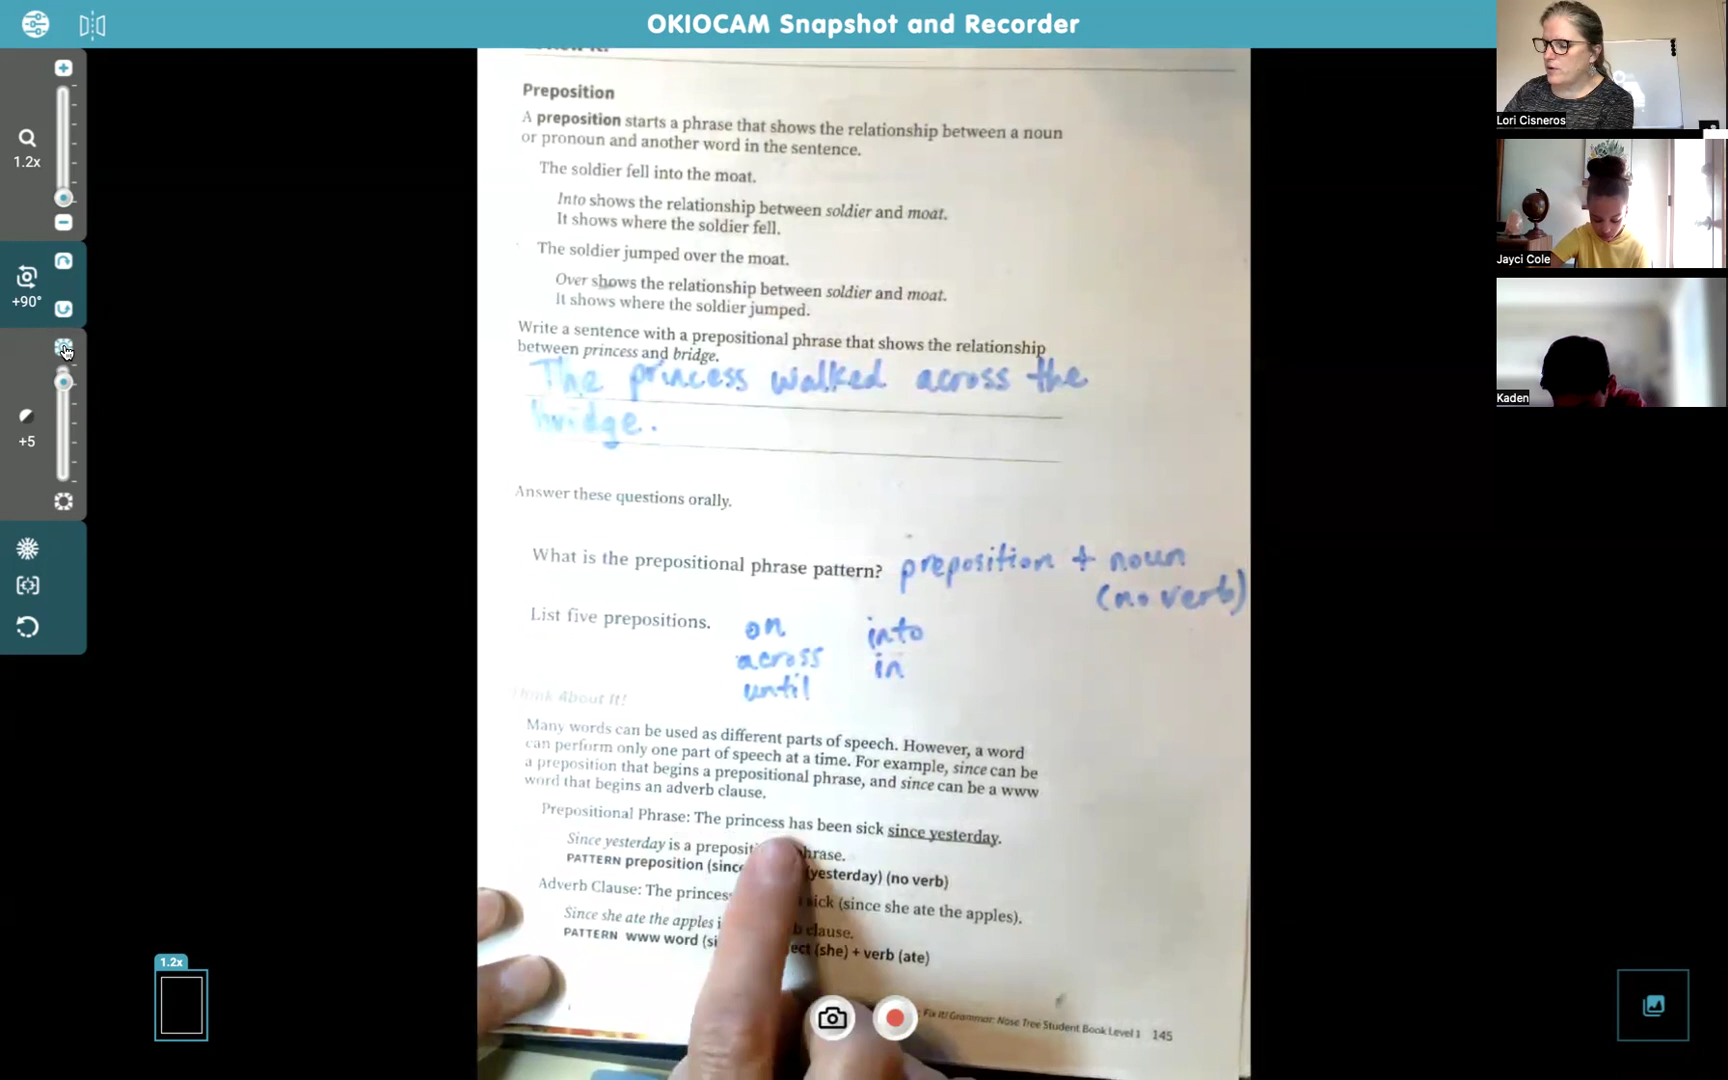 OKIOCAM Snapshot and Recorder
1.2x
+90°
+5
1.2x
Lori Cisneros
Jayci Cole
Kaden
Preposition
A preposition starts a phrase that shows the relationship between a noun
or pronoun and another word in the sentence.
The soldier fell into the moat.
Into shows the relationship between soldier and moat.
It shows where the soldier fell.
The soldier jumped over the moat.
Over shows the relationship between soldier and moat.
It shows where the soldier jumped.
Write a sentence with a prepositional phrase that shows the relationship
between princess and bridge.
The princess walked across the
bridge.
Answer these questions orally.
What is the prepositional phrase pattern? preposition + noun
(no verb)
List five prepositions.
on into
across in
until
Think About It!
Many words can be used as different parts of speech. However, a word
can perform only one part of speech at a time. For example, since can be
a preposition that begins a prepositional phrase, and since can be a www
word that begins an adverb clause.
Prepositional Phrase: The princess has been sick since yesterday.
Since yesterday is a
PATTERN preposition (yesterday) (no verb)
Adverb Clause: The sick (since she ate the apples).
Since she ate the apples clause.
PATTERN www word (she) + verb (ate)
Fix It! Grammar: Nose Tree Student Book Level 1 145